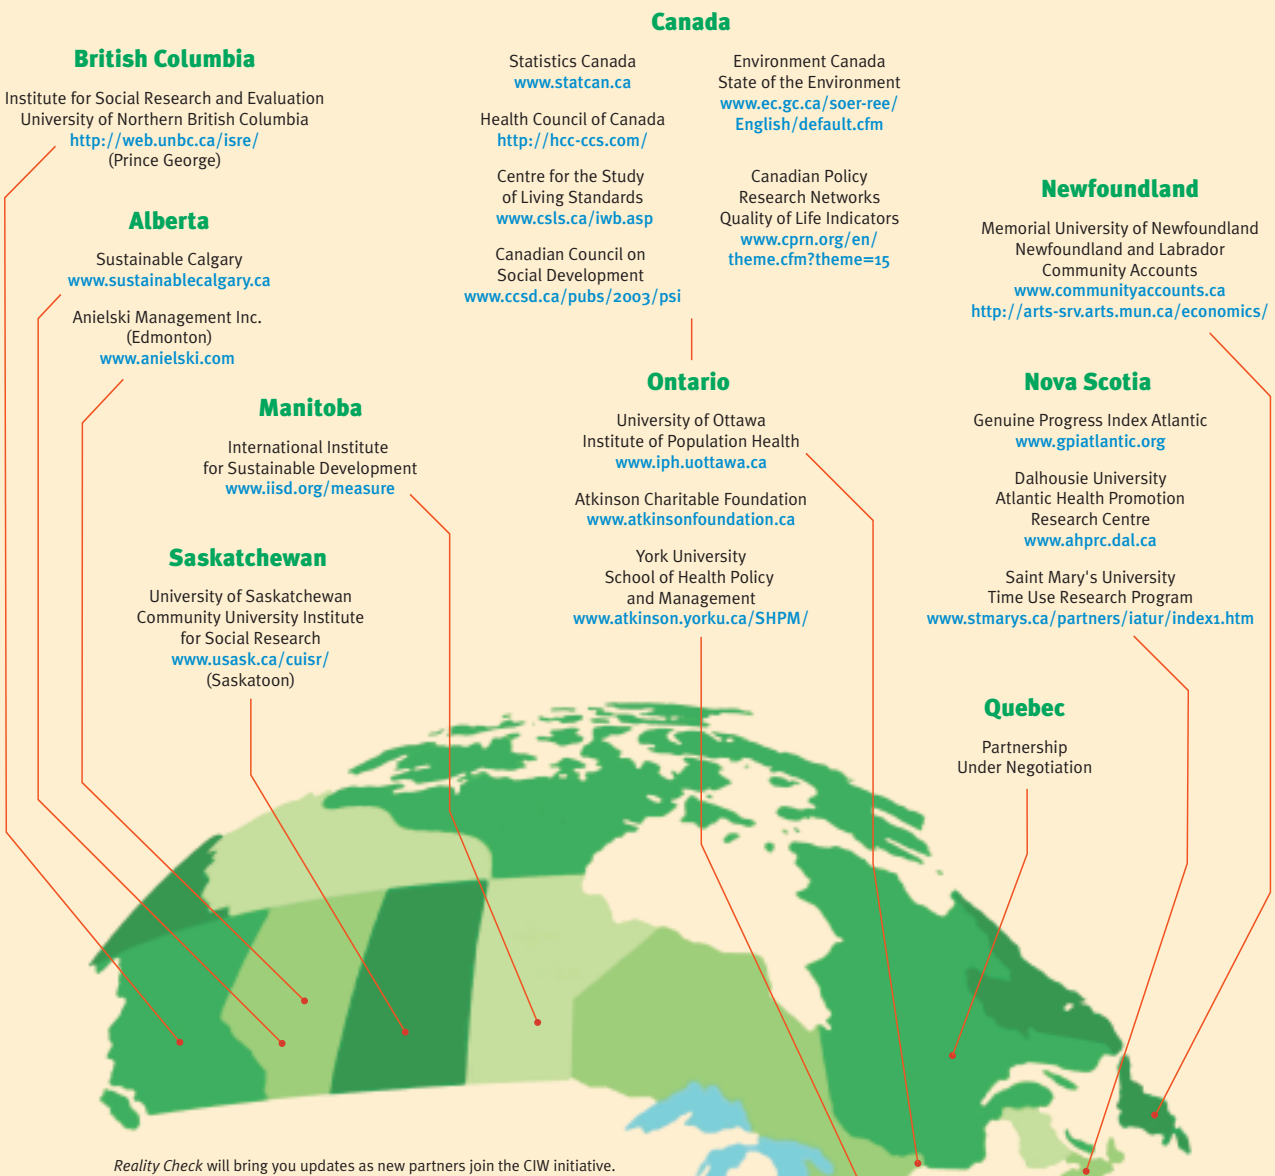 Canada
Statistics Canada
www.statcan.ca
Health Council of Canada
http://hcc-ccs.com/
Centre for the Study
of Living Standards
www.csls.ca/iwb.asp
Canadian Council on
Social Development
www.ccsd.ca/pubs/2003/psi
Environment Canada
State of the Environment
www.ec.gc.ca/soer-ree/
English/default.cfm
Canadian Policy
Research Networks
Quality of Life Indicators
www.cprn.org/en/
theme.cfm?theme=15
British Columbia
Institute for Social Research and Evaluation
University of Northern British Columbia
http://web.unbc.ca/isre/
(Prince George)
Alberta
Sustainable Calgary
www.sustainablecalgary.ca
Anielski Management Inc.
(Edmonton)
www.anielski.com
Manitoba
International Institute
for Sustainable Development
www.iisd.org/measure
Saskatchewan
University of Saskatchewan
Community University Institute
for Social Research
www.usask.ca/cuisr/
(Saskatoon)
Ontario
University of Ottawa
Institute of Population Health
www.iph.uottawa.ca
Atkinson Charitable Foundation
www.atkinsonfoundation.ca
York University
School of Health Policy
and Management
www.atkinson.yorku.ca/SHPM/
Newfoundland
Memorial University of Newfoundland
Newfoundland and Labrador
Community Accounts
www.communityaccounts.ca
http://arts-srv.arts.mun.ca/economics/
Nova Scotia
Genuine Progress Index Atlantic
www.gpiatlantic.org
Dalhousie University
Atlantic Health Promotion
Research Centre
www.ahprc.dal.ca
Saint Mary's University
Time Use Research Program
www.stmarys.ca/partners/iatur/index1.htm
Quebec
Partnership
Under Negotiation
Reality Check will bring you updates as new partners join the CIW initiative.